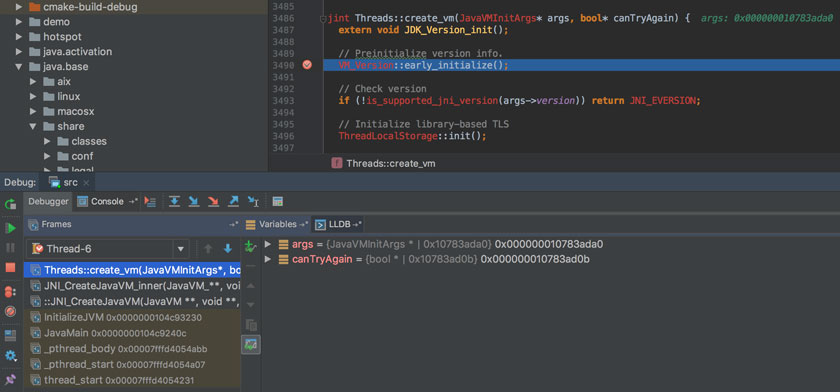 cmake-build-debug
demo
hotspot
java.activation
java.base
aix
linux
macosx
share
classes
conf
legal
3485
3486 jint Threads::create_vm(JavaVMInitArgs* args, bool* canTryAgain) { args: 0x000000010783ada0
3487 extern void JDK_Version_init();
3488
3489 // Preinitialize version info.
3490 VM_Version::early_initialize();
3491
3492 // Check version
3493 if (!is_supported_jni_version(args->version)) return JNI_EVERSION;
3494
3495 // Initialize library-based TLS
3496 ThreadLocalStorage::init();
3497
f Threads::create_vm
Debug: src
Debugger Console
Frames
Variables LLDB
Thread-6
Threads::create_vm(JavaVMInitArgs*, bo
JNI_CreateJavaVM_inner(JavaVM_**, voi
::JNI_CreateJavaVM(JavaVM **, void **,
InitializeJVM 0x0000000104c93230
JavaMain 0x0000000104c9240c
_pthread_body 0x00007fffd4054abb
_pthread_start 0x00007fffd4054a07
thread_start 0x00007fffd4054231
args = {JavaVMInitArgs * | 0x10783ada0} 0x000000010783ada0
canTryAgain = {bool * | 0x10783ad0b} 0x000000010783ad0b